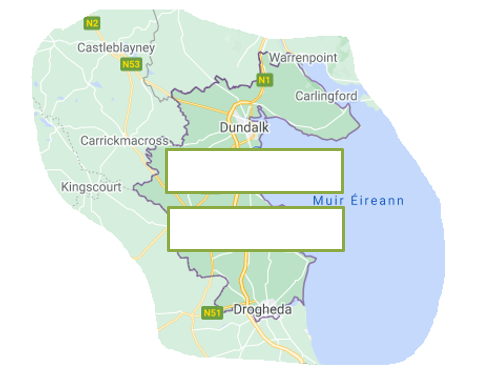 N2
Castleblayney
N53
Warrenpoint
N1
Carlingford
Dundalk
Carrickmacross
Kingscourt
Muir Éireann
Drogheda
N51